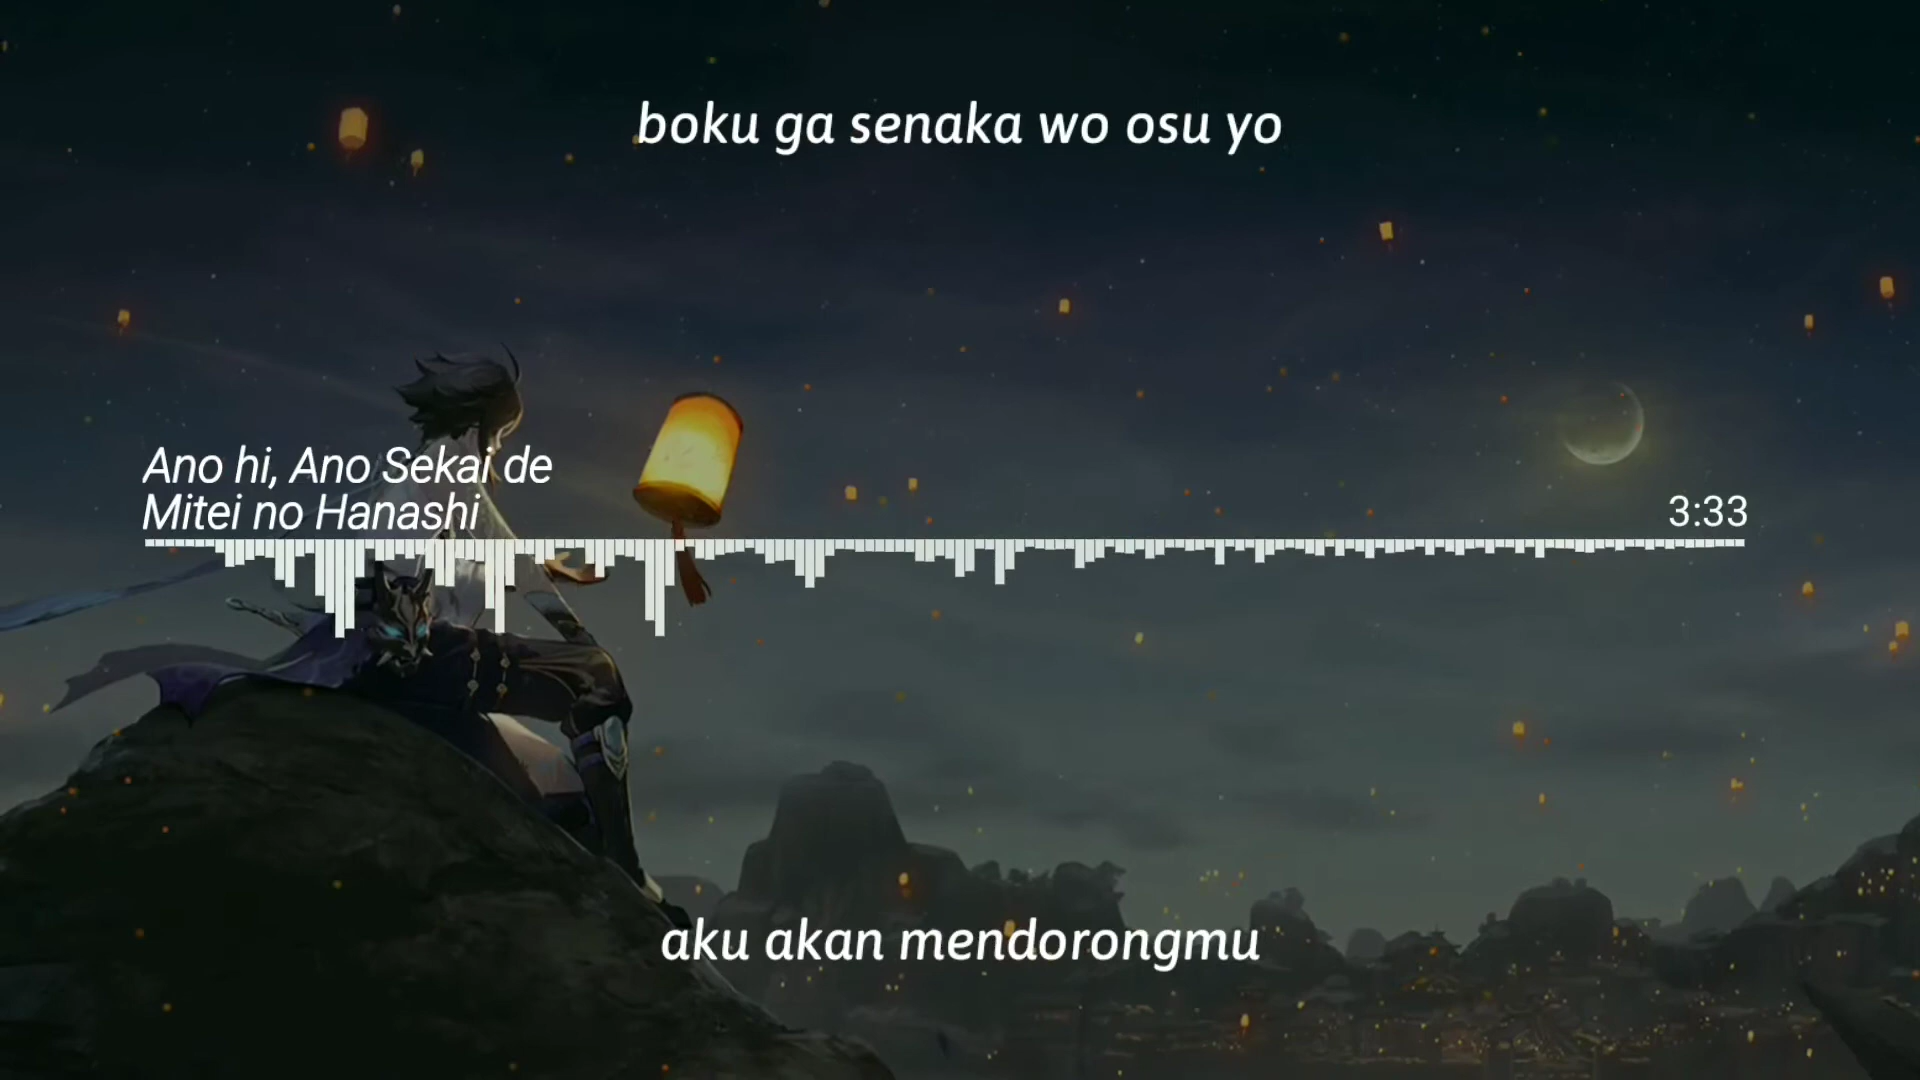 boku ga senaka wo osu yo
Ano hi, Ano Sekai de
Mitei no Hanashi
3:33
aku akan mendorongmu